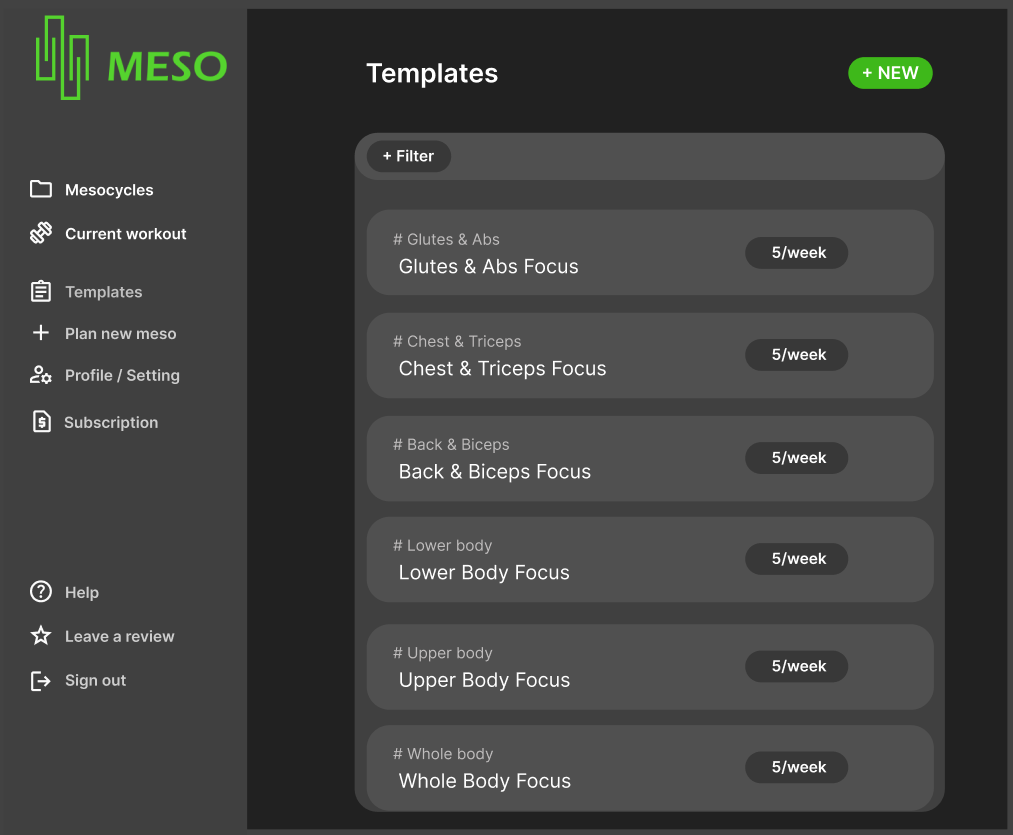 MESO
Mesocycles
Current workout
Templates
Plan new meso
Profile / Setting
Subscription
Help
Leave a review
Sign out
Templates
+ NEW
+ Filter
# Glutes & Abs
Glutes & Abs Focus
5/week
# Chest & Triceps
Chest & Triceps Focus
5/week
# Back & Biceps
Back & Biceps Focus
5/week
# Lower body
Lower Body Focus
5/week
# Upper body
Upper Body Focus
5/week
# Whole body
Whole Body Focus
5/week